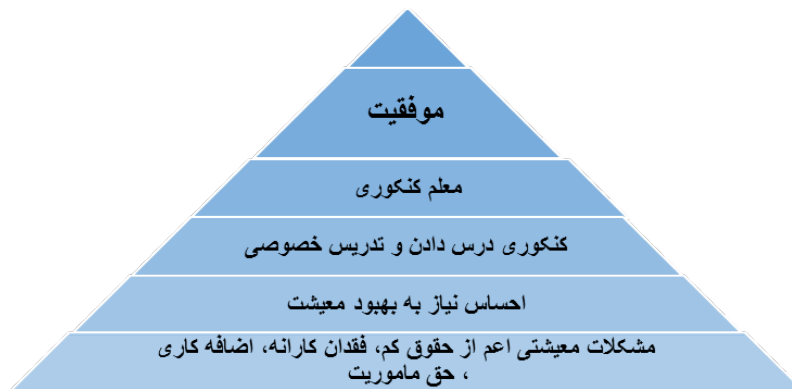 موفقیت
معلم کنکوری
کنکوری درس دادن و تدریس خصوصی
احساس نیاز به بهبود معیشت
مشکلات معیشتی اعم از حقوق کم، فقدان کارانه، اضافه کاری
، حق ماموریت